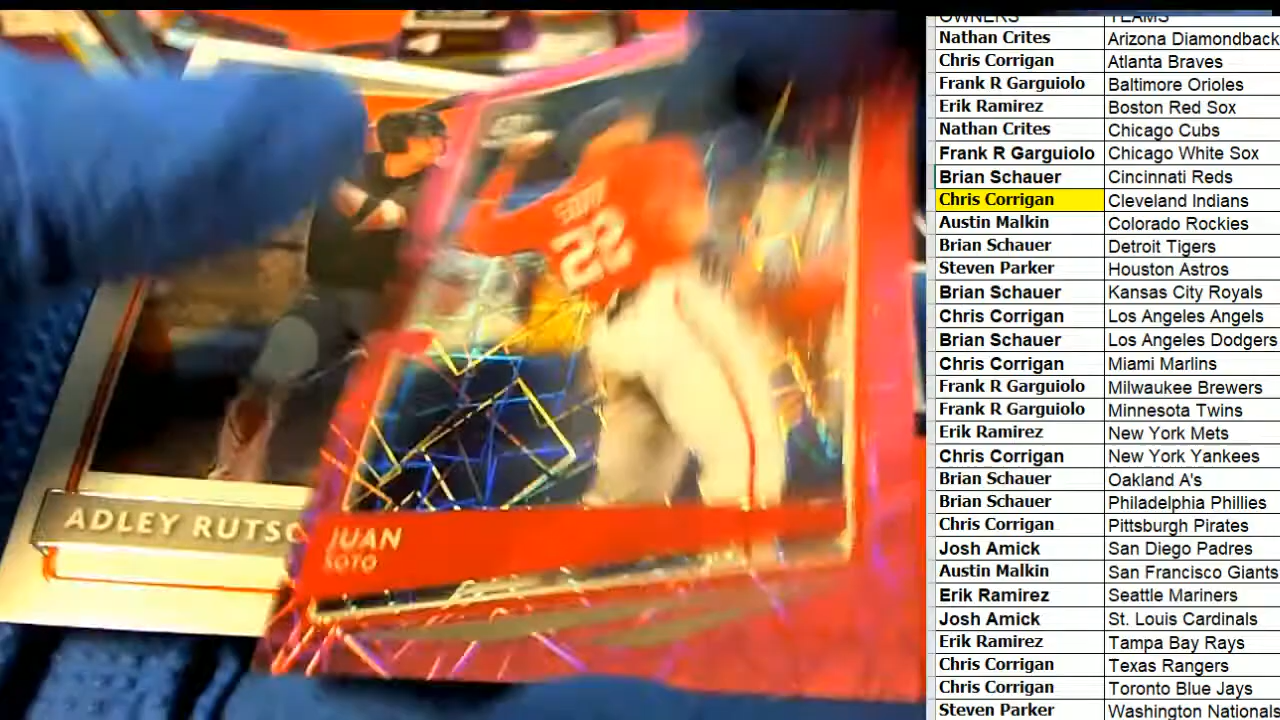 OWNERS TEAMS
Nathan Crites Arizona Diamondback
Chris Corrigan Atlanta Braves
Frank R Garguiolo Baltimore Orioles
Erik Ramirez Boston Red Sox
Nathan Crites Chicago Cubs
Frank R Garguiolo Chicago White Sox
Brian Schauer Cincinnati Reds
Chris Corrigan Cleveland Indians
Austin Malkin Colorado Rockies
Brian Schauer Detroit Tigers
Steven Parker Houston Astros
Brian Schauer Kansas City Royals
Chris Corrigan Los Angeles Angels
Brian Schauer Los Angeles Dodgers
Chris Corrigan Miami Marlins
Frank R Garguiolo Milwaukee Brewers
Frank R Garguiolo Minnesota Twins
Erik Ramirez New York Mets
Chris Corrigan New York Yankees
Brian Schauer Oakland A's
Brian Schauer Philadelphia Phillies
Chris Corrigan Pittsburgh Pirates
Josh Amick San Diego Padres
Austin Malkin San Francisco Giants
Erik Ramirez Seattle Mariners
Josh Amick St. Louis Cardinals
Erik Ramirez Tampa Bay Rays
Chris Corrigan Texas Rangers
Chris Corrigan Toronto Blue Jays
Steven Parker Washington Nationals
SOTO
22
ADLEY RUTSC
JUAN
SOTO